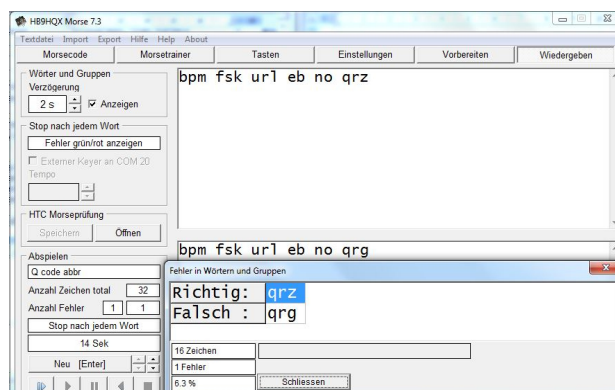 HB9HQX Morse 7.3
Textdatei Import Export Hilfe Help About
Morsecode Morsetrainer Tasten Einstellungen Vorbereiten Wiedergeben
Wörter und Gruppen
Verzögerung
2 s Anzeigen
bpm fsk url eb no qrz
Stop nach jedem Wort
Fehler grün/rot anzeigen
Externer Keyer an COM 20
Tempo
HTC Morseprüfung
Speichern Öffnen
bpm fsk url eb no qrg
Abspielen
Q code abbr
Anzahl Zeichen total 32
Anzahl Fehler 1 1
Stop nach jedem Wort
14 Sek
Neu [Enter]
Fehler in Wörtern und Gruppen
Richtig: qrz
Falsch : qrg
16 Zeichen
1 Fehler
6.3 % Schliessen